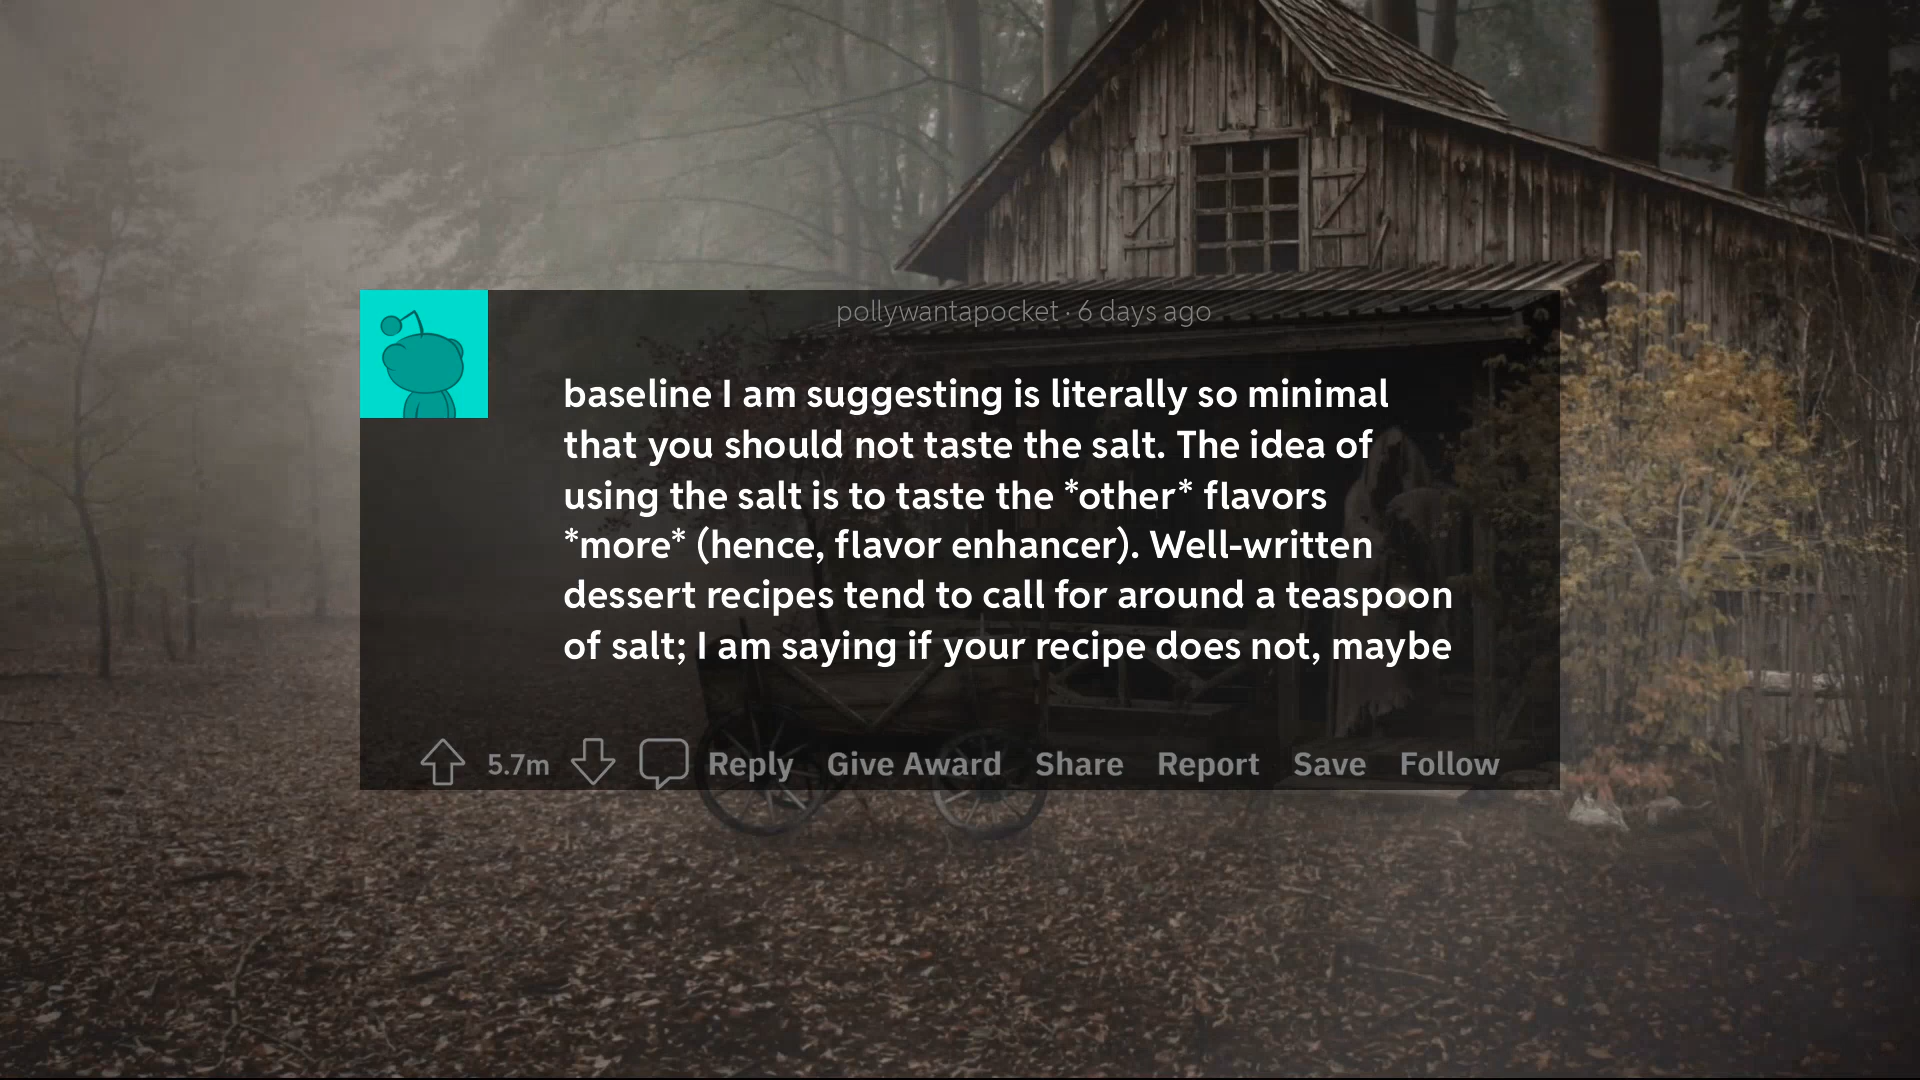 pollywantapocket · 6 days ago
baseline I am suggesting is literally so minimal
that you should not taste the salt. The idea of
using the salt is to taste the *other* flavors
*more* (hence, flavor enhancer). Well-written
dessert recipes tend to call for around a teaspoon
of salt; I am saying if your recipe does not, maybe
5.7m Reply Give Award Share Report Save Follow